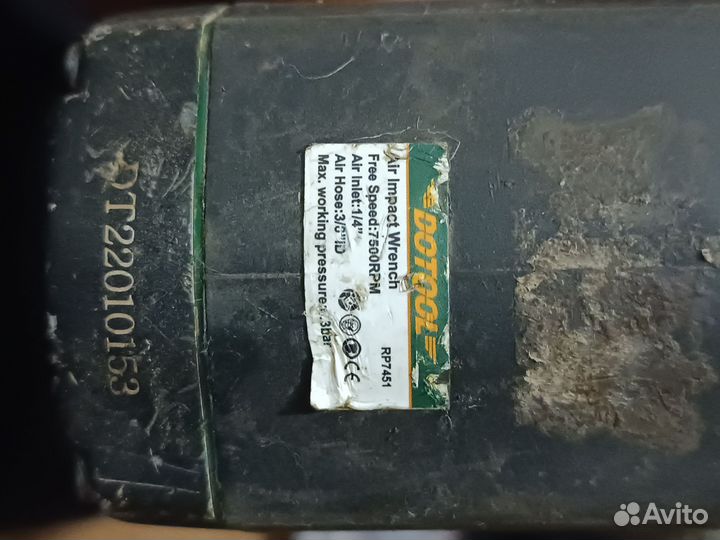 DOTOOL
Air Impact Wrench RP7451
Free Speed:7500RPM
Air Inlet:1/4"
Air Hose:3/8"ID
Max. working pressure: 3bar
CE
DT22010153
Avito